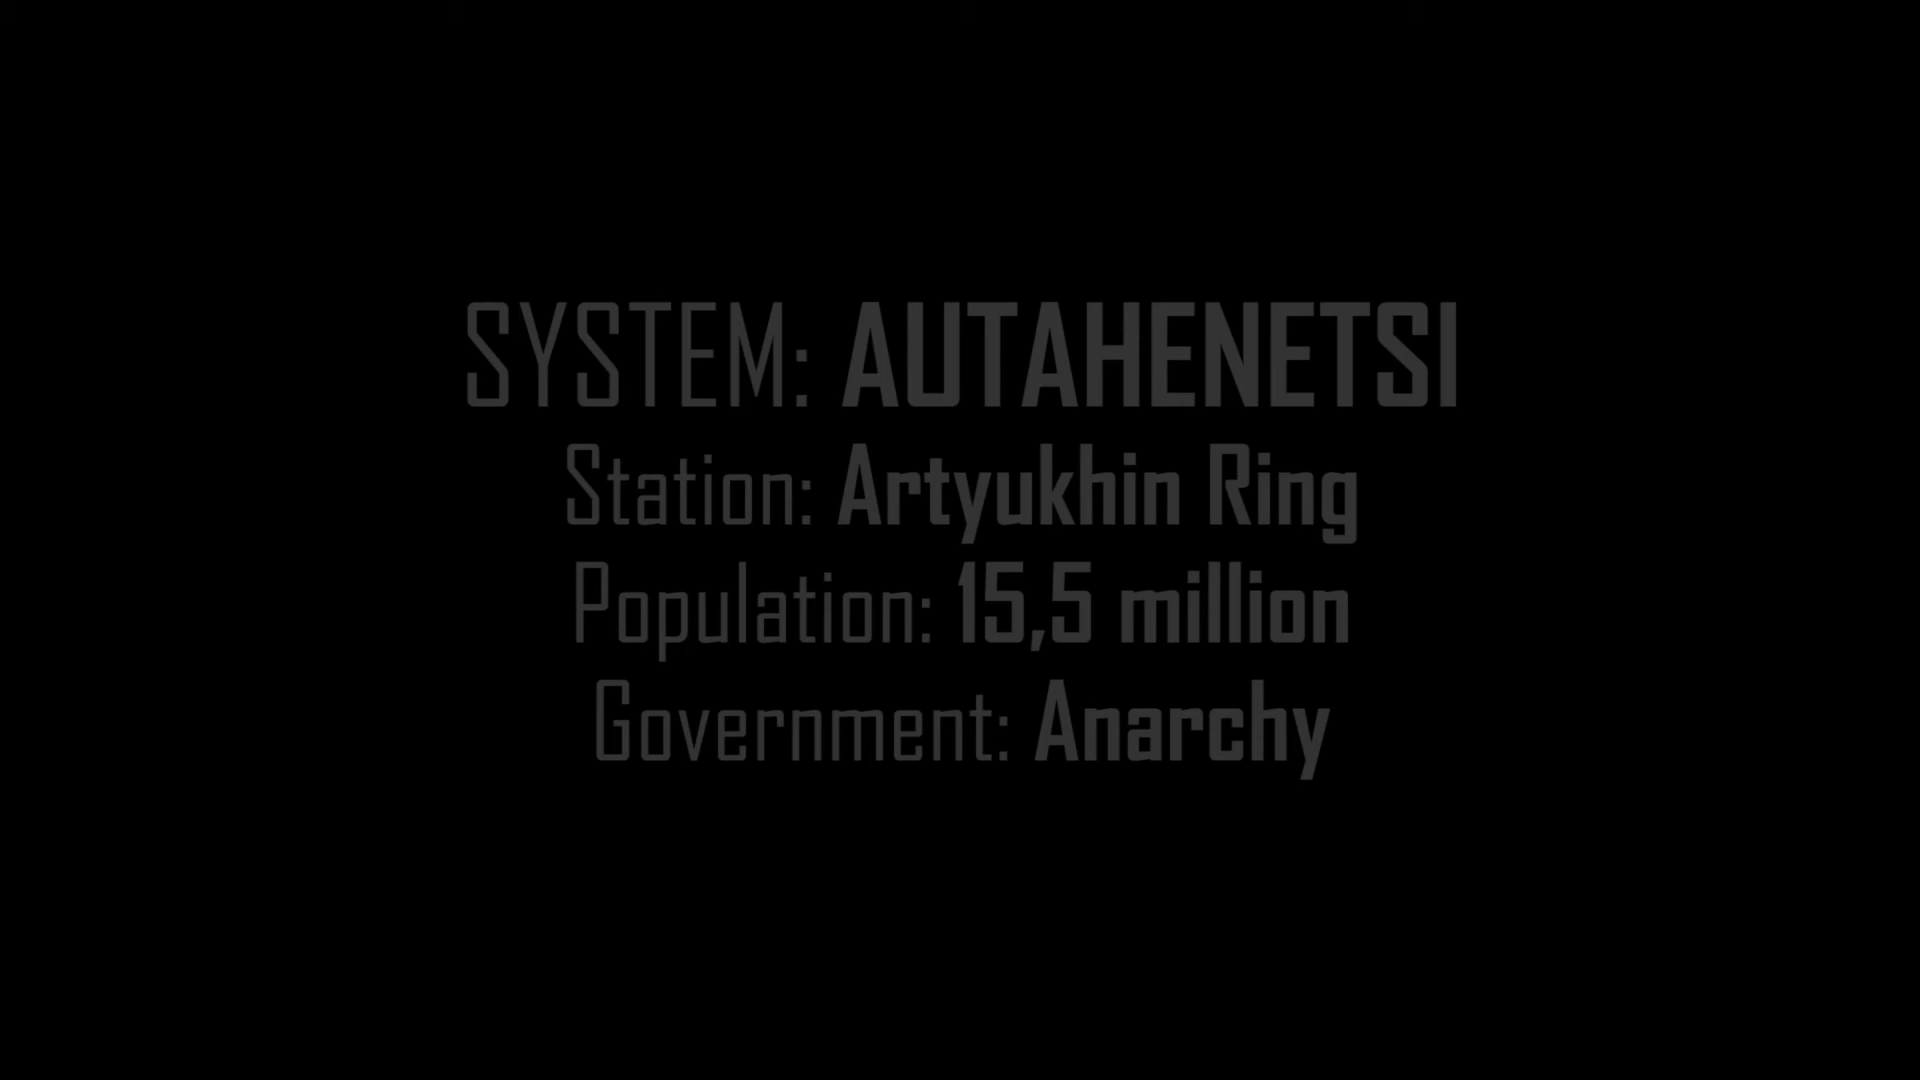 SYSTEM: AUTAHENETSI
Station: Artyukhin Ring
Population: 15,5 million
Government: Anarchy